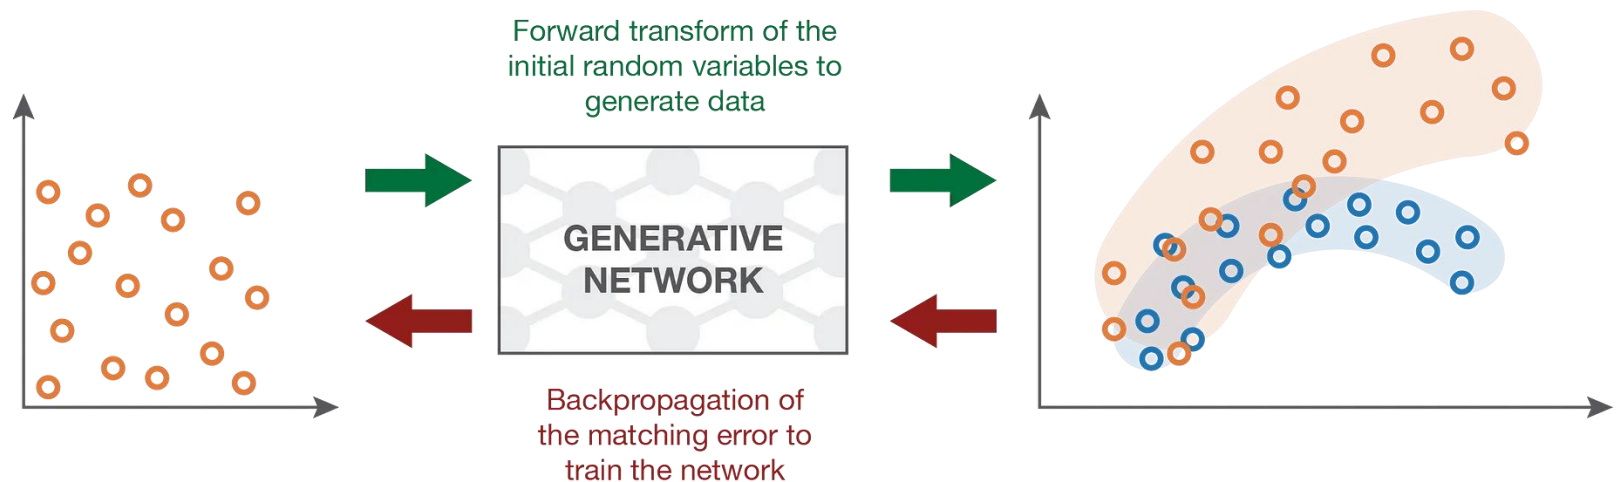 Forward transform of the
initial random variables to
generate data
GENERATIVE
NETWORK
Backpropagation of
the matching error to
train the network